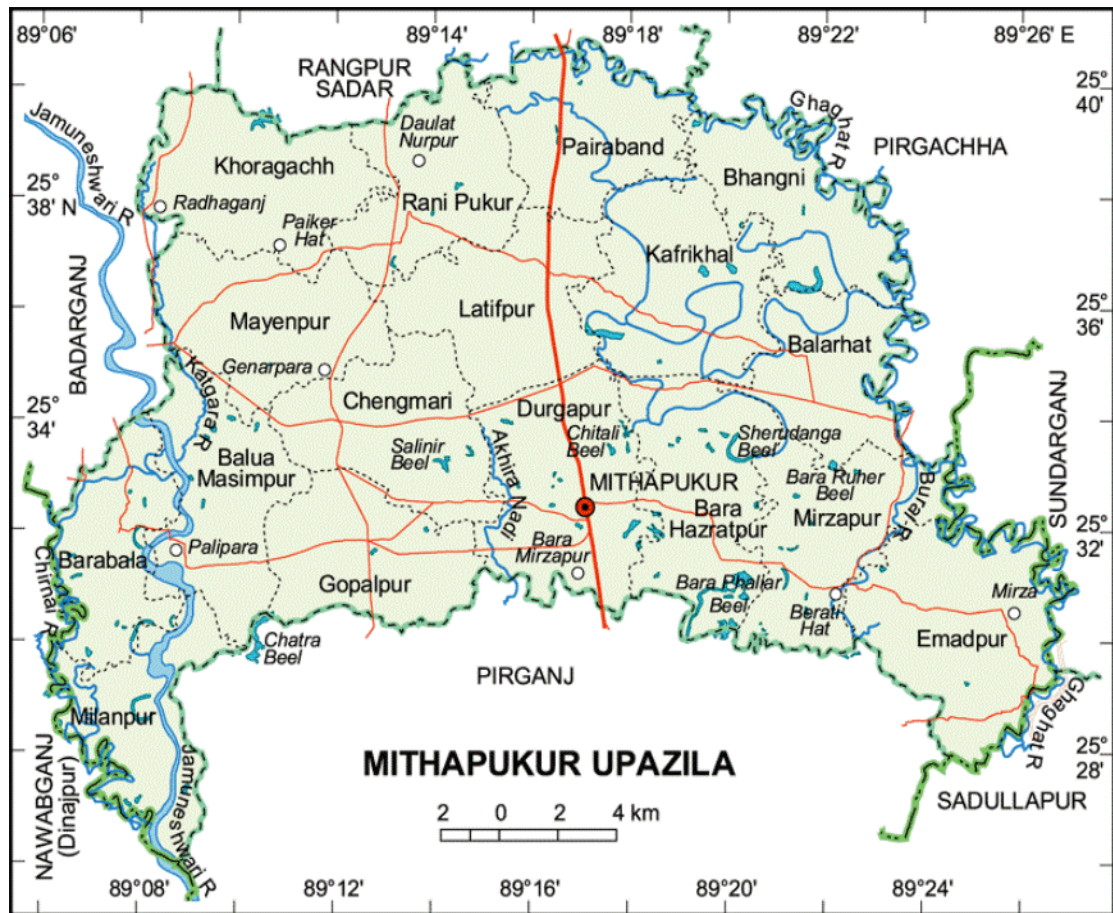 89°06'
89°14'
89°18'
89°22'
89°26' E
RANGPUR
SADAR
25°
40'
Jamuneshwari R
Daulat
Nurpur
Ghaghat R
Pairaband
PIRGACHHA
Khoragachh
Bhangni
25°
38' N
Radhaganj
Rani Pukur
Paiker
Hat
Kafrikhal
BADARGANJ
Latifpur
25°
36'
Mayenpur
Balarhat
Katgara R
Genarpara
Chengmari
Durgapur
SUNDARGANJ
25°
34'
Akhira Nadi
Chitali
Beel
Sherudanga
Beel
Salinir
Beel
Balua
Masimpur
Bara Ruher
Beel
Burai R
MITHAPUKUR
Bara
Hazratpur
Mirzapur
25°
32'
Bara
Mirzapur
Palipara
Barabala
Chirnai R
Gopalpur
Bara Phaliar
Beel
Berati
Hat
Mirza
Emadpur
Chatra
Beel
PIRGANJ
Ghaghat R
Milanpur
NAWABGANJ
(Dinajpur)
Jamuneshwari R
MITHAPUKUR UPAZILA
25°
28'
SADULLAPUR
2 0 2 4 km
89°08'
89°12'
89°16'
89°20'
89°24'